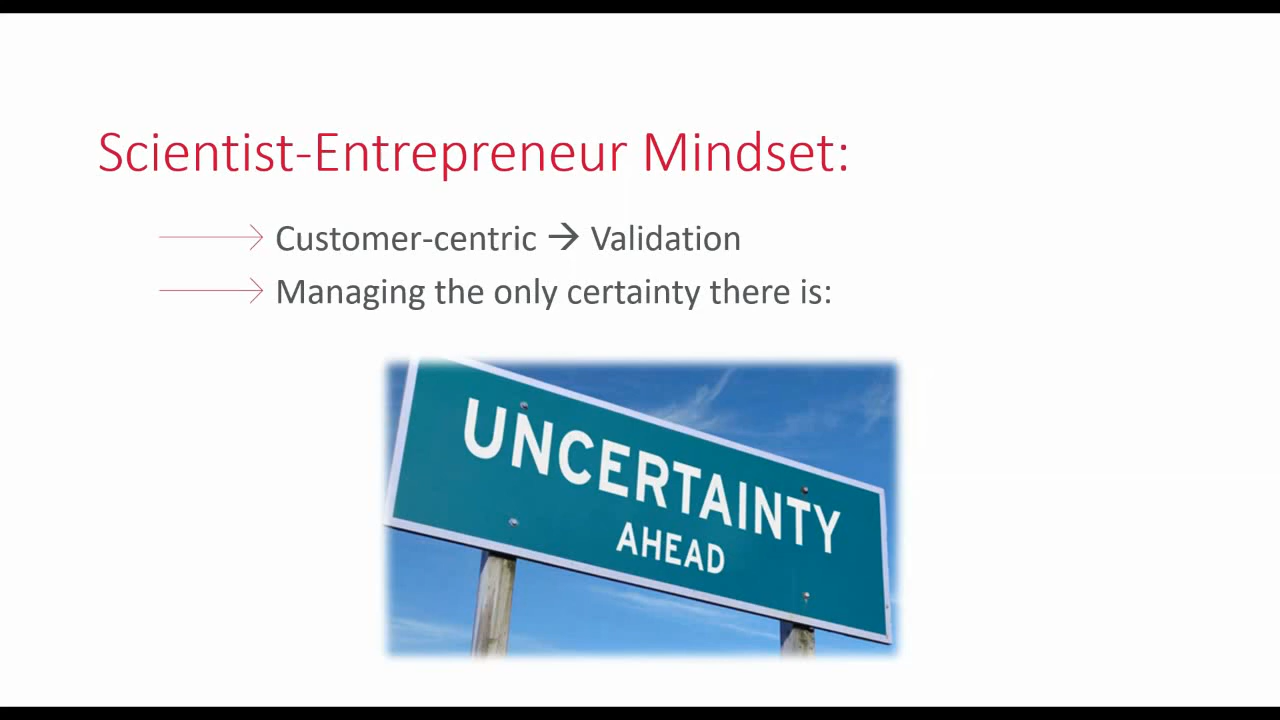 Scientist-Entrepreneur Mindset:
Customer-centric → Validation
Managing the only certainty there is:
UNCERTAINTY
AHEAD